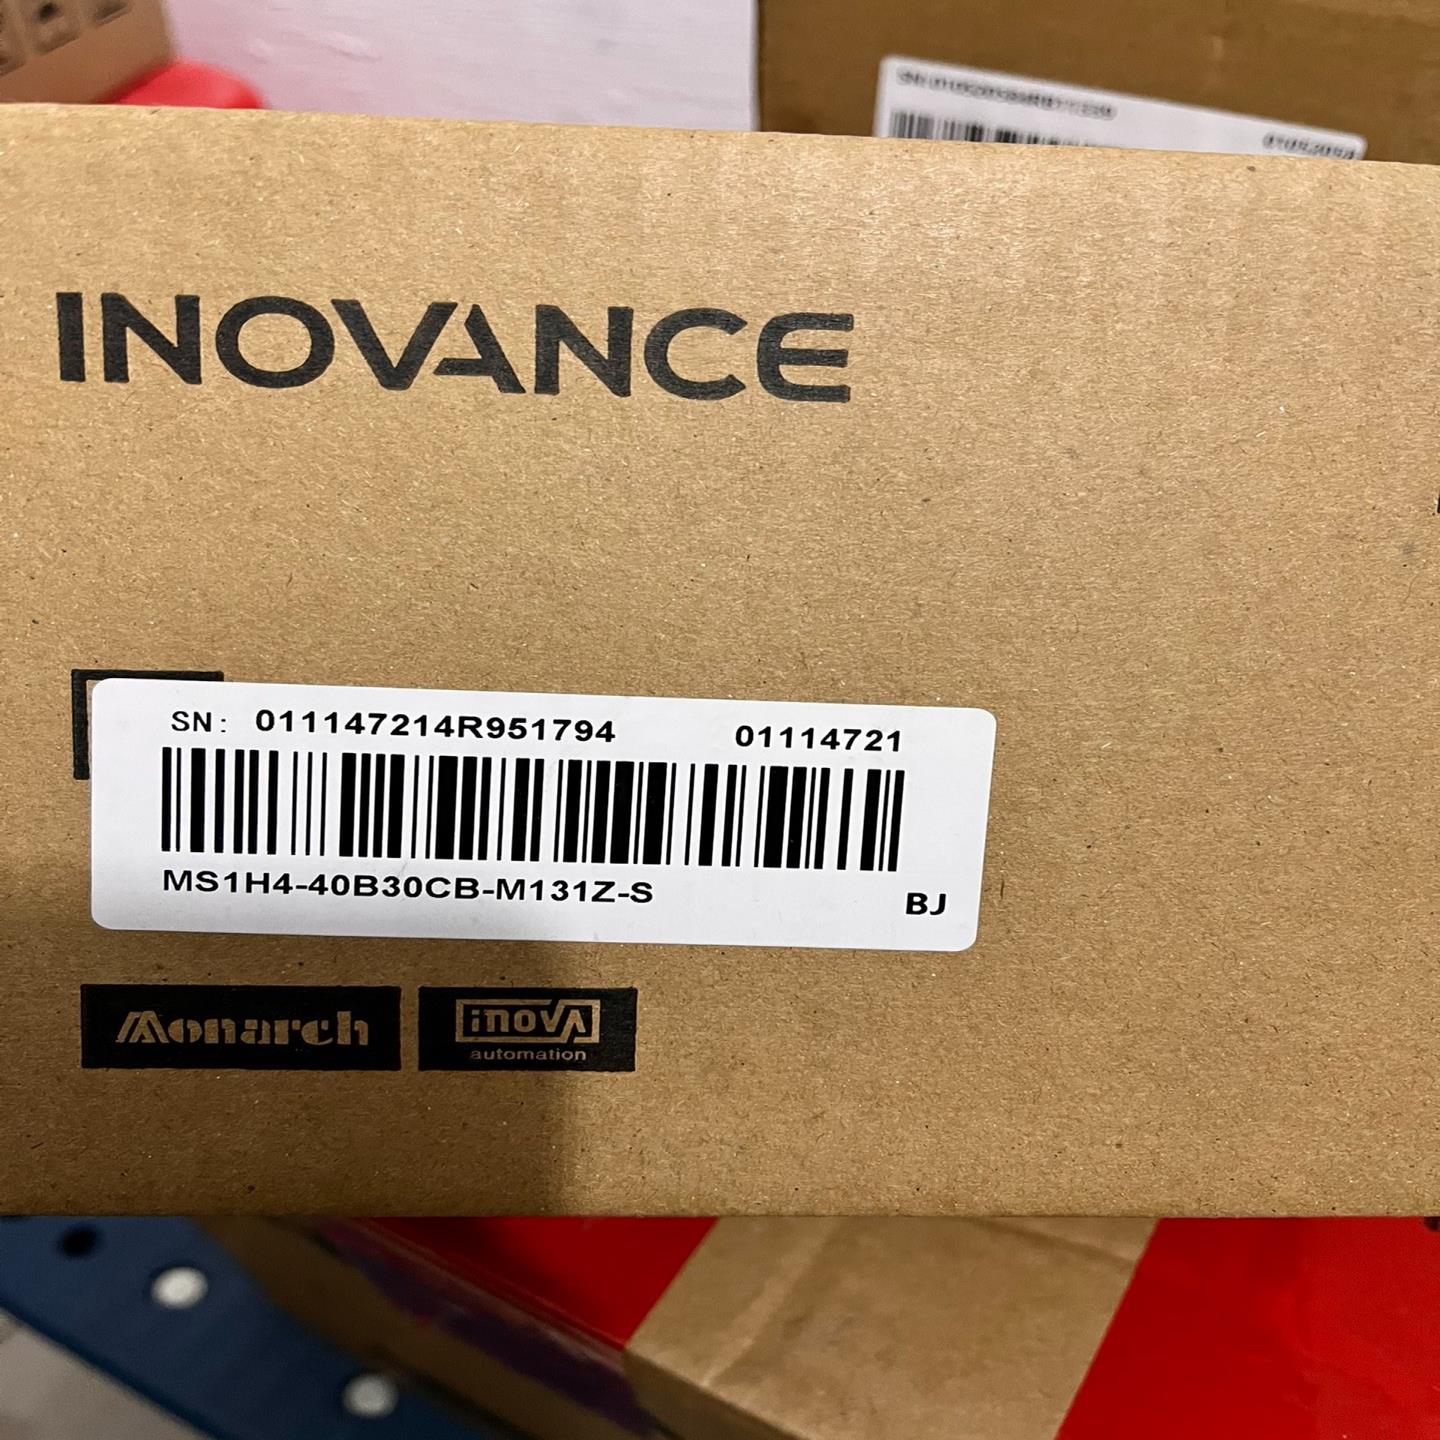 INOVANCE
SN: 011147214R951794 01114721
MS1H4-40B30CB-M131Z-S
BJ
Monarch
inova
automation